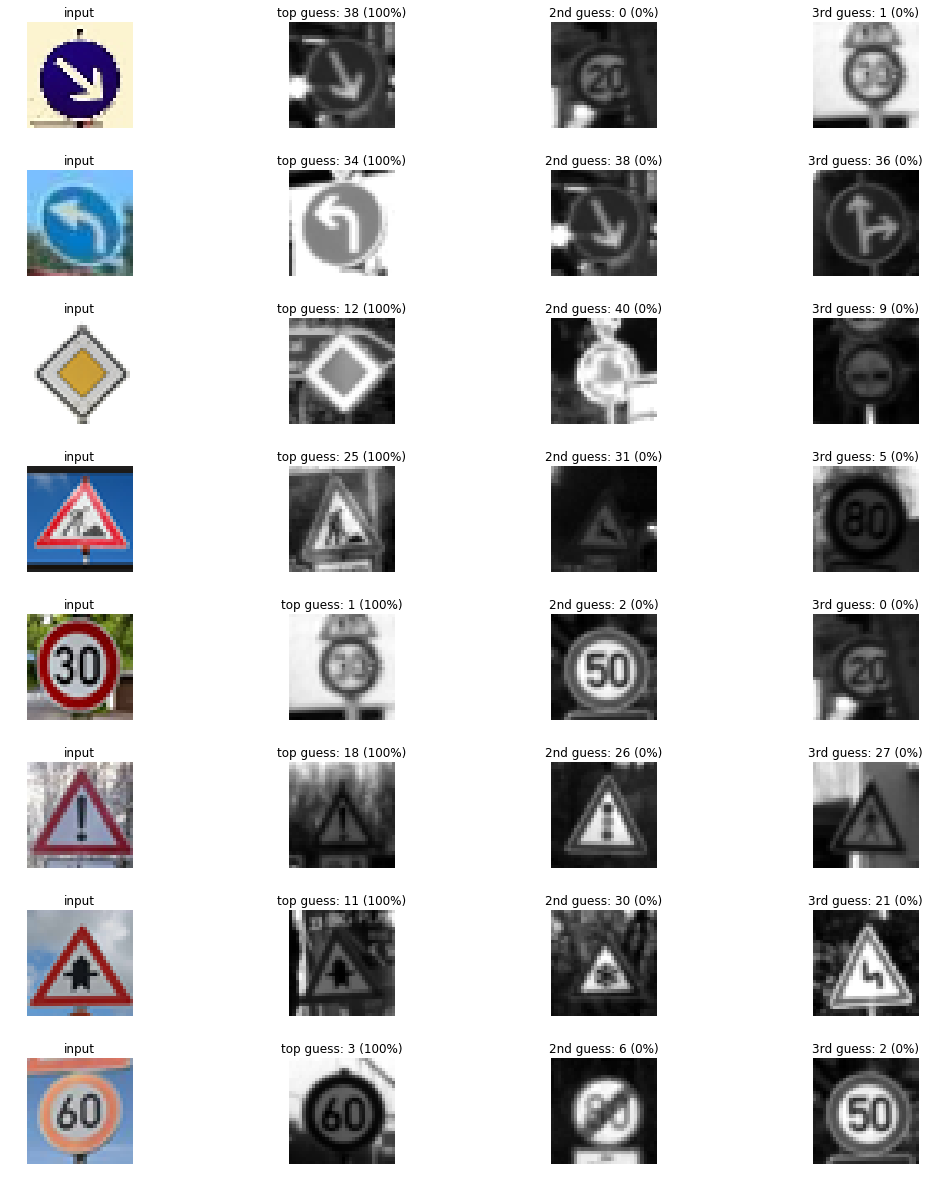 input top guess: 38 (100%) 2nd guess: 0 (0%) 3rd guess: 1 (0%)
20
input top guess: 34 (100%) 2nd guess: 38 (0%) 3rd guess: 36 (0%)
input top guess: 12 (100%) 2nd guess: 40 (0%) 3rd guess: 9 (0%)
input top guess: 25 (100%) 2nd guess: 31 (0%) 3rd guess: 5 (0%)
80
input top guess: 1 (100%) 2nd guess: 2 (0%) 3rd guess: 0 (0%)
30 50 20
input top guess: 18 (100%) 2nd guess: 26 (0%) 3rd guess: 27 (0%)
! !
input top guess: 11 (100%) 2nd guess: 30 (0%) 3rd guess: 21 (0%)
input top guess: 3 (100%) 2nd guess: 6 (0%) 3rd guess: 2 (0%)
60 60 80 50